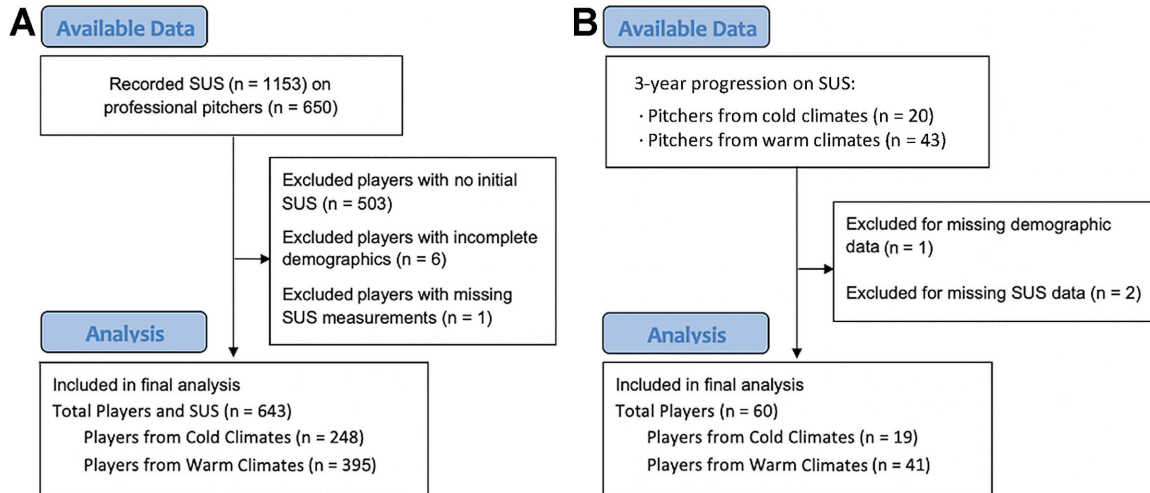 A
Available Data
Recorded SUS (n = 1153) on
professional pitchers (n = 650)
Excluded players with no initial
SUS (n = 503)
Excluded players with incomplete
demographics (n = 6)
Excluded players with missing
SUS measurements (n = 1)
Analysis
Included in final analysis
Total Players and SUS (n = 643)
Players from Cold Climates (n = 248)
Players from Warm Climates (n = 395)
B
Available Data
3-year progression on SUS:
· Pitchers from cold climates (n = 20)
· Pitchers from warm climates (n = 43)
Excluded for missing demographic
data (n = 1)
Excluded for missing SUS data (n = 2)
Analysis
Included in final analysis
Total Players (n = 60)
Players from Cold Climates (n = 19)
Players from Warm Climates (n = 41)